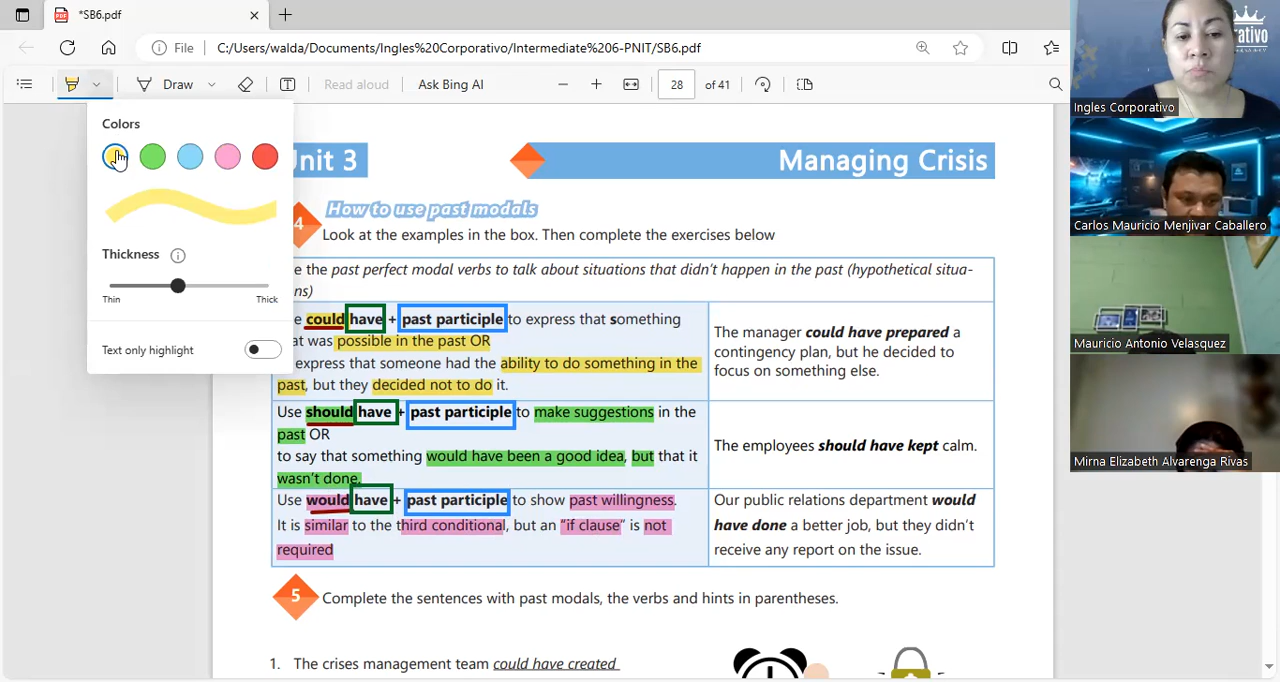 *SB6.pdf
File C:/Users/walda/Documents/Ingles%20Corporativo/Intermediate%206-PNIT/SB6.pdf
Draw Read aloud Ask Bing AI 28 of 41
Colors
Thickness
Thin Thick
Text only highlight
Unit 3 Managing Crisis
4 How to use past modals
Look at the examples in the box. Then complete the exercises below
the past perfect modal verbs to talk about situations that didn't happen in the past (hypothetical situa-
ns)
could have + past participle to express that something
at was possible in the past OR
express that someone had the ability to do something in the
past, but they decided not to do it.
The manager could have prepared a
contingency plan, but he decided to
focus on something else.
Use should have + past participle to make suggestions in the
past OR
to say that something would have been a good idea, but that it
wasn't done.
The employees should have kept calm.
Use would have + past participle to show past willingness.
It is similar to the third conditional, but an "if clause" is not
required
Our public relations department would
have done a better job, but they didn't
receive any report on the issue.
5 Complete the sentences with past modals, the verbs and hints in parentheses.
1. The crises management team could have created
Ingles Corporativo
Carlos Mauricio Menjivar Caballero
Mauricio Antonio Velasquez
Mirna Elizabeth Alvarenga Rivas